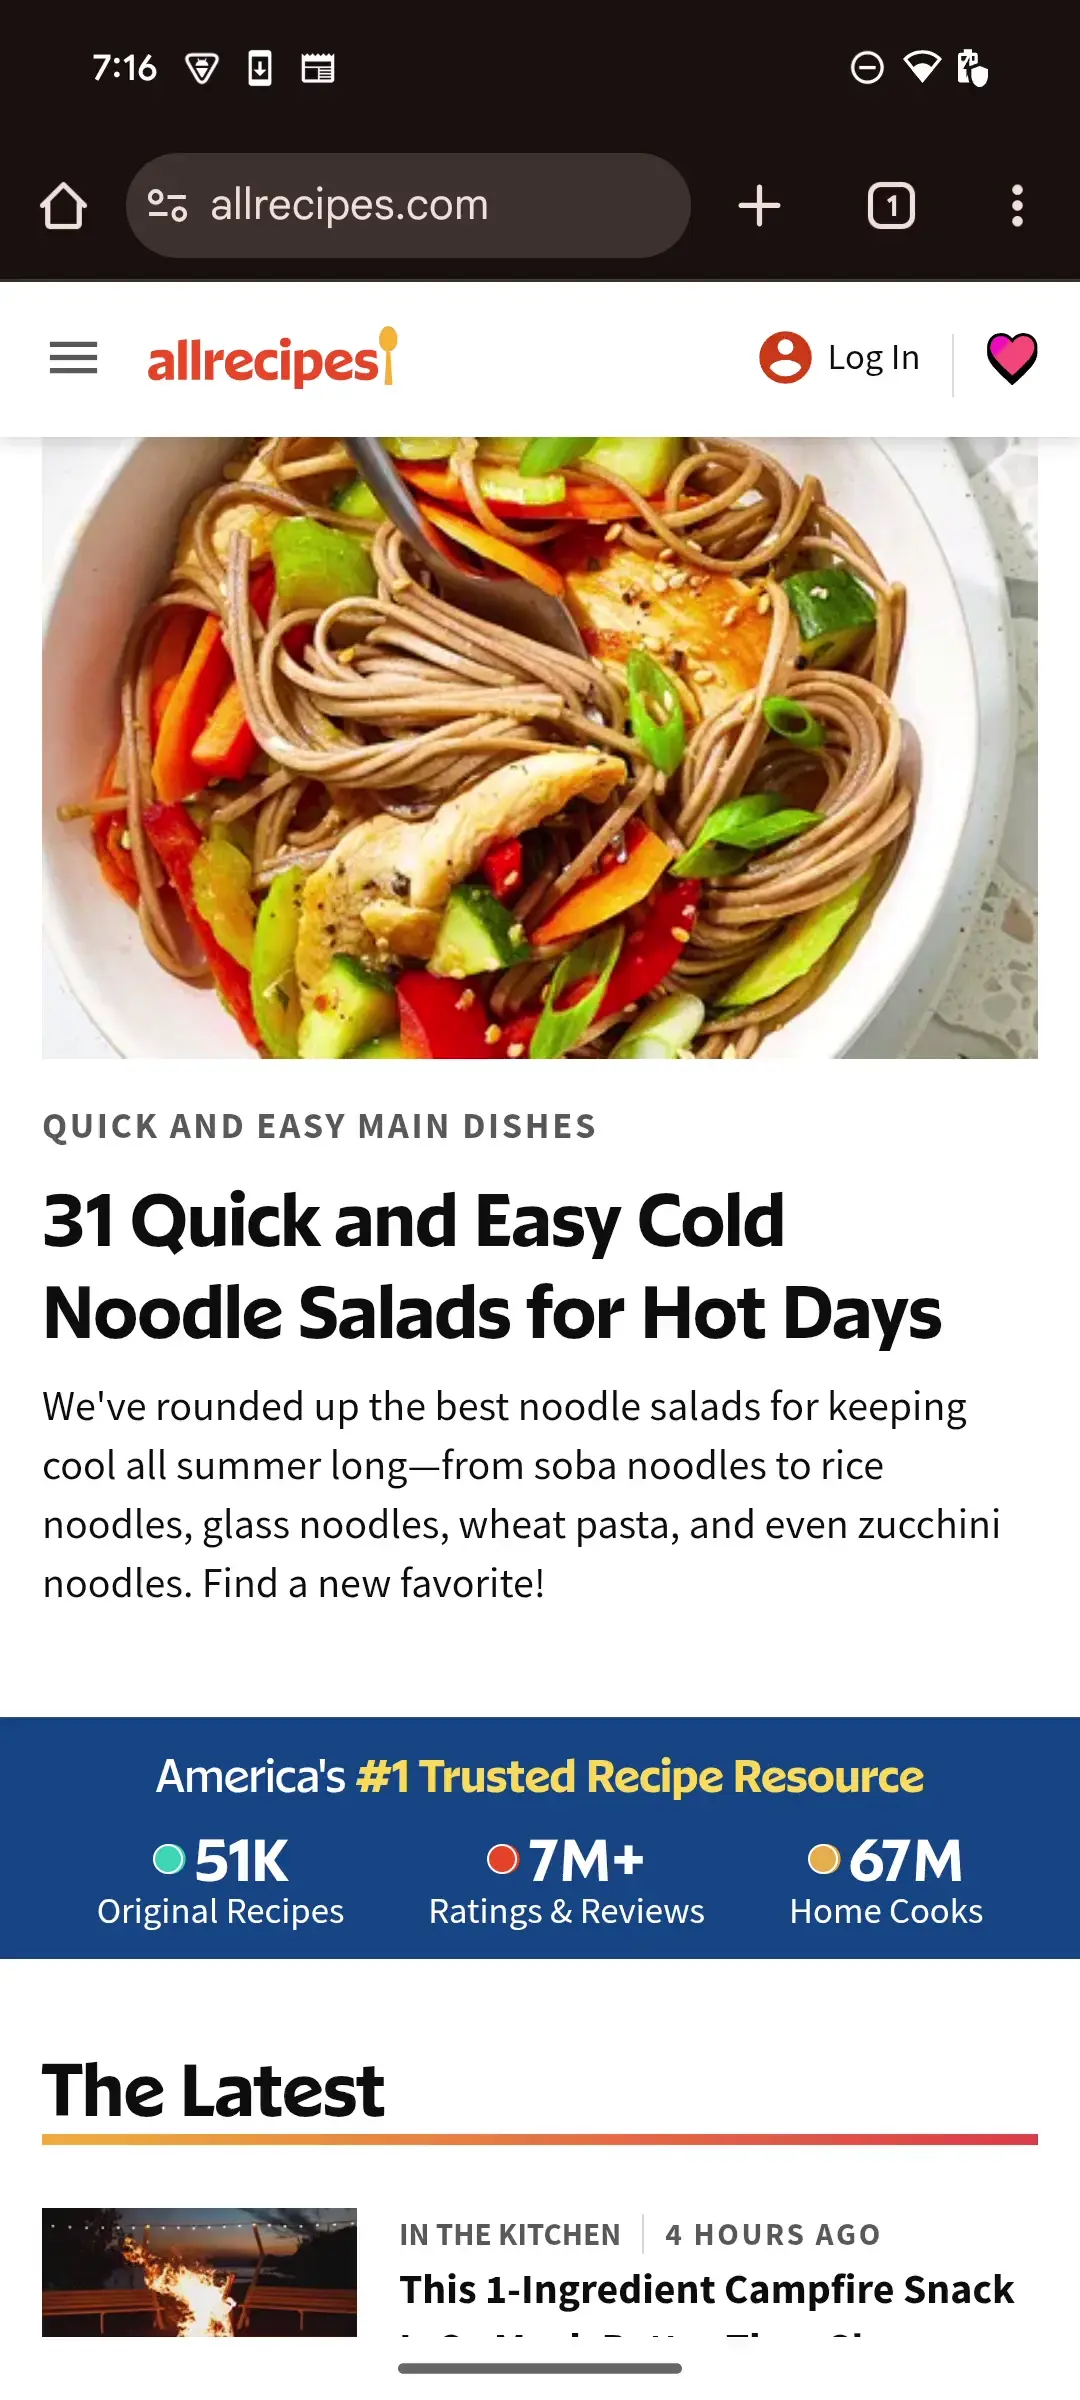 7:16
allrecipes.com
1
allrecipes
Log In
QUICK AND EASY MAIN DISHES
31 Quick and Easy Cold
Noodle Salads for Hot Days
We've rounded up the best noodle salads for keeping
cool all summer long—from soba noodles to rice
noodles, glass noodles, wheat pasta, and even zucchini
noodles. Find a new favorite!
America's #1 Trusted Recipe Resource
51K
7M+
67M
Original Recipes
Ratings & Reviews
Home Cooks
The Latest
IN THE KITCHEN
4 HOURS AGO
This 1-Ingredient Campfire Snack